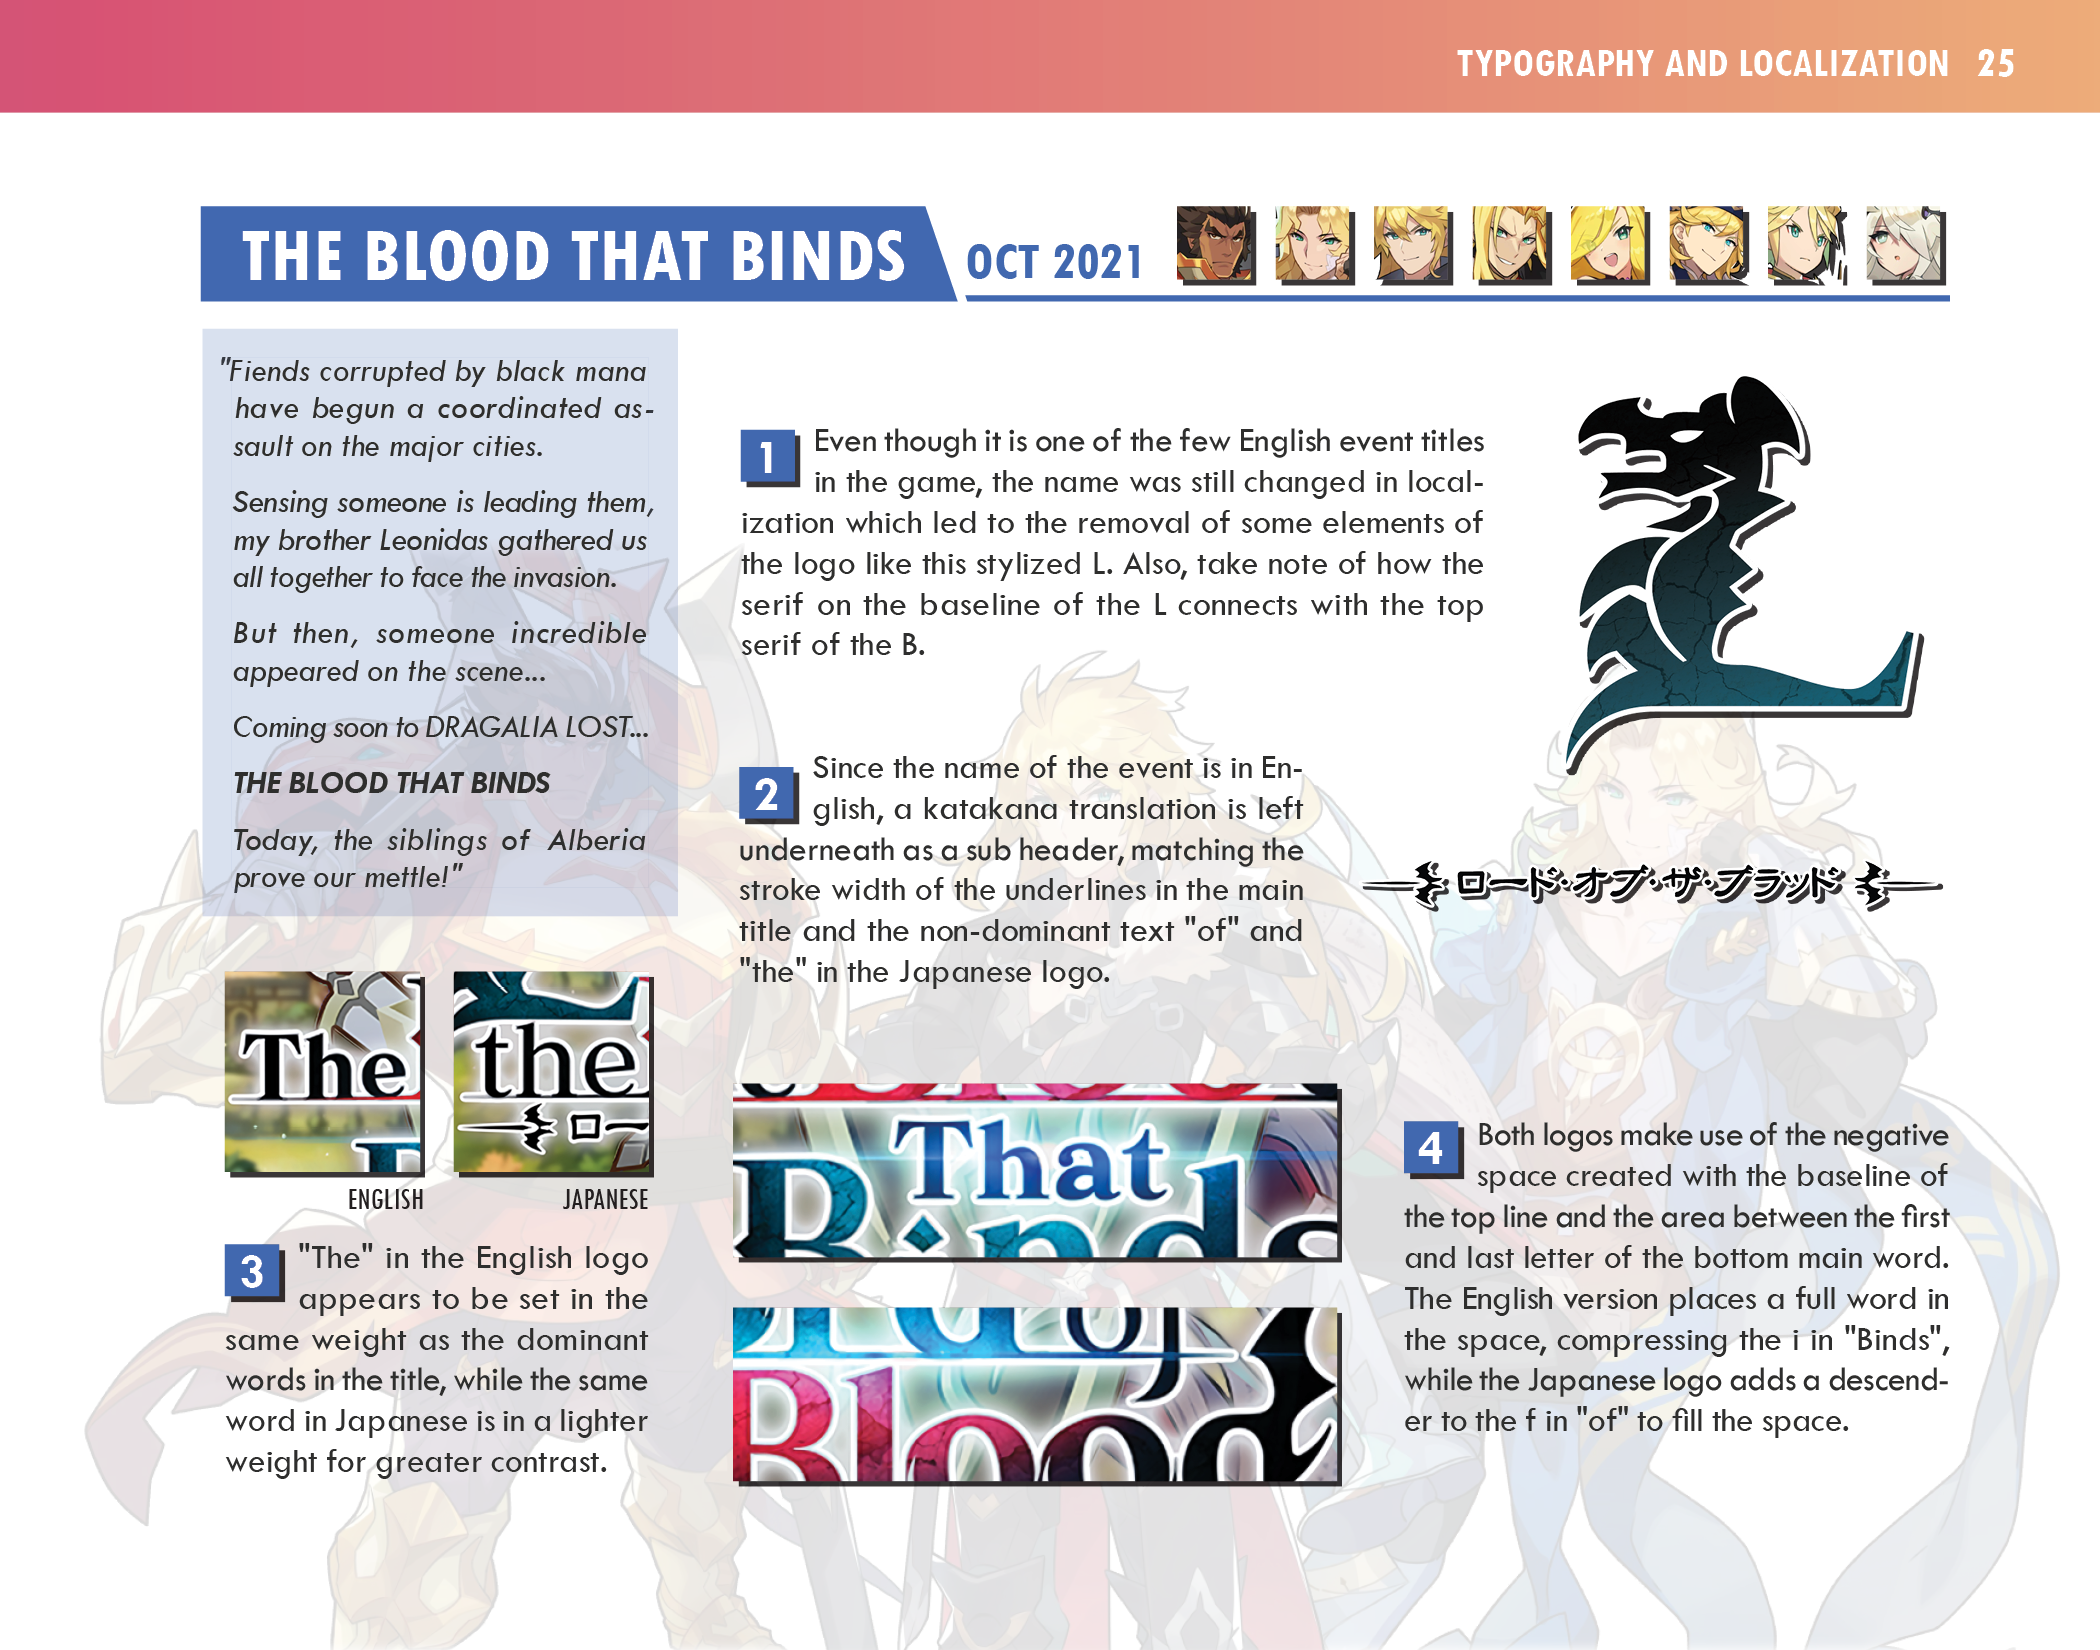 TYPOGRAPHY AND LOCALIZATION 25
THE BLOOD THAT BINDS
OCT 2021
"Fiends corrupted by black mana
have begun a coordinated as-
sault on the major cities.
Sensing someone is leading them,
my brother Leonidas gathered us
all together to face the invasion.
But then, someone incredible
appeared on the scene...
Coming soon to DRAGALIA LOST...
THE BLOOD THAT BINDS
Today, the siblings of Alberia
prove our mettle!"
1 Even though it is one of the few English event titles
in the game, the name was still changed in local-
ization which led to the removal of some elements of
the logo like this stylized L. Also, take note of how the
serif on the baseline of the L connects with the top
serif of the B.
L
2 Since the name of the event is in En-
glish, a katakana translation is left
underneath as a sub header, matching the
stroke width of the underlines in the main
title and the non-dominant text "of" and
"the" in the Japanese logo.
ロード・オブ・ザ・ブラッド
The
ENGLISH
the
ロー
JAPANESE
3 "The" in the English logo
appears to be set in the
same weight as the dominant
words in the title, while the same
word in Japanese is in a lighter
weight for greater contrast.
That
Binds
of
Blood
4 Both logos make use of the negative
space created with the baseline of
the top line and the area between the first
and last letter of the bottom main word.
The English version places a full word in
the space, compressing the i in "Binds",
while the Japanese logo adds a descend-
er to the f in "of" to fill the space.